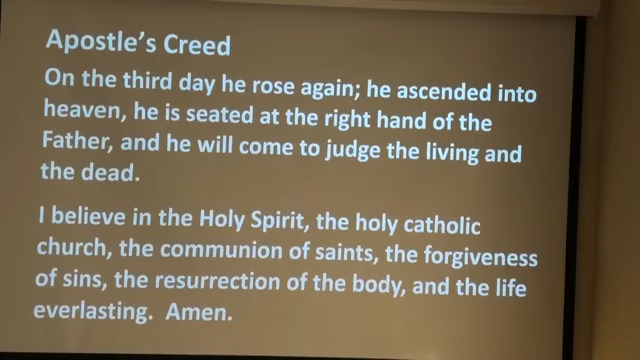 Apostle's Creed
On the third day he rose again; he ascended into
heaven, he is seated at the right hand of the
Father, and he will come to judge the living and
the dead.
I believe in the Holy Spirit, the holy catholic
church, the communion of saints, the forgiveness
of sins, the resurrection of the body, and the life
everlasting.  Amen.